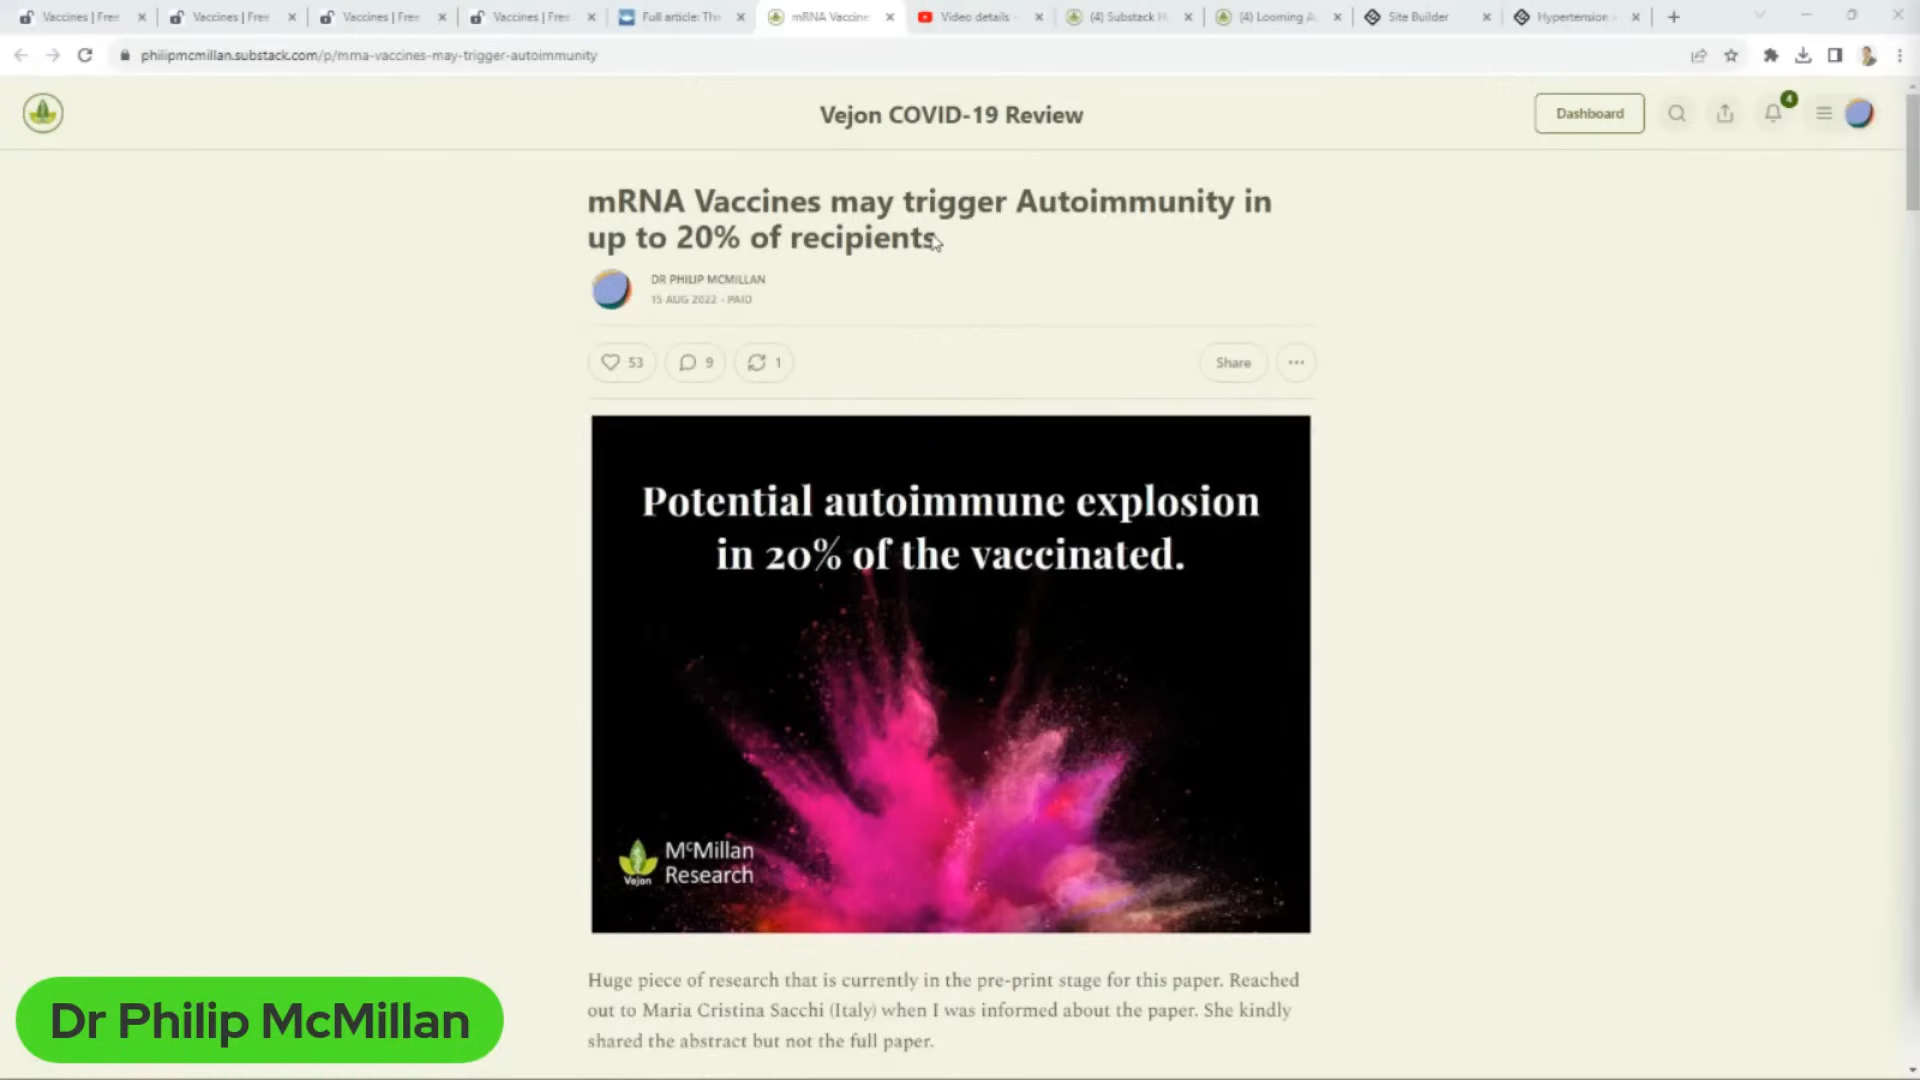 Vaccines | Free
Vaccines | Free
Vaccines | Free
Vaccines | Free
Full article: The
mRNA Vaccine
Video details -
(4) Substack H
(4) Looming A
Site Builder
Hypertension
philipmcmillan.substack.com/p/mrna-vaccines-may-trigger-autoimmunity
Vejon COVID-19 Review
Dashboard
4
mRNA Vaccines may trigger Autoimmunity in
up to 20% of recipients.
DR PHILIP MCMILLAN
15 AUG 2022 • PAID
53
9
1
Share
Potential autoimmune explosion
in 20% of the vaccinated.
Vejon
McMillan
Research
Huge piece of research that is currently in the pre-print stage for this paper. Reached
out to Maria Cristina Sacchi (Italy) when I was informed about the paper. She kindly
shared the abstract but not the full paper.
Dr Philip McMillan